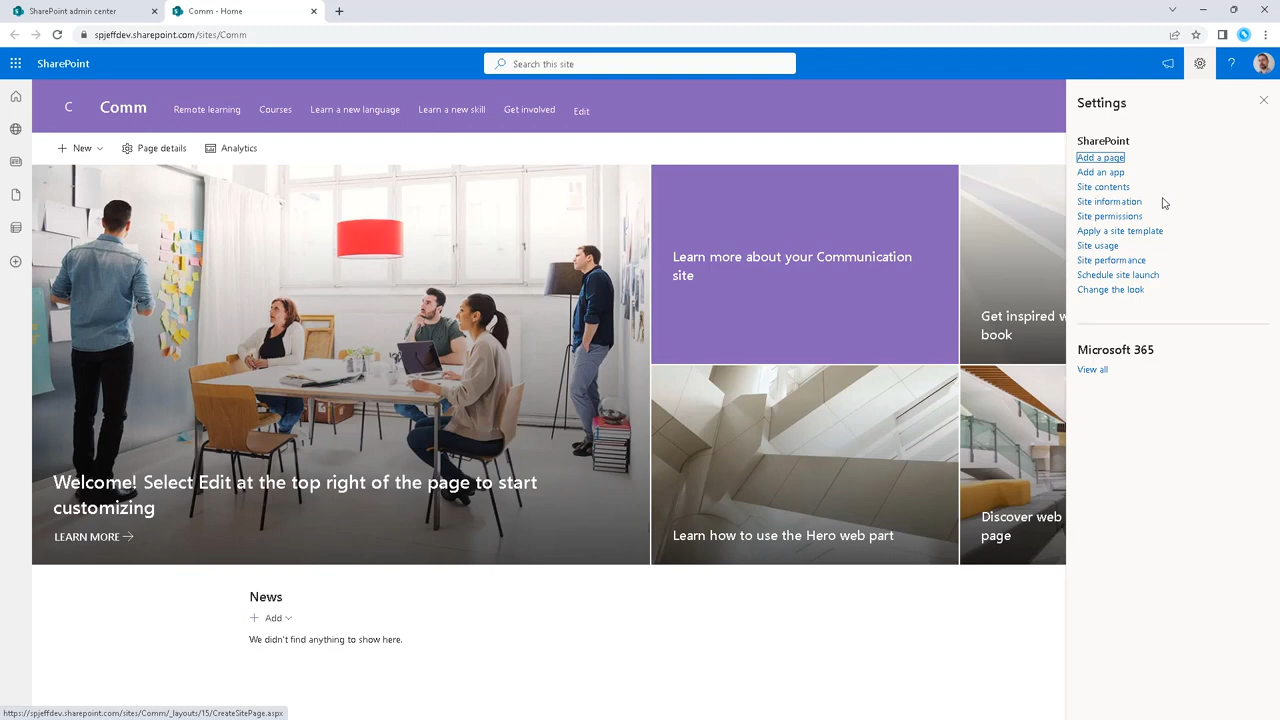 SharePoint admin center
Comm - Home
spjeffdev.sharepoint.com/sites/Comm
SharePoint
Search this site
C
Comm
Remote learning
Courses
Learn a new language
Learn a new skill
Get involved
Edit
New
Page details
Analytics
Welcome! Select Edit at the top right of the page to start
customizing
LEARN MORE
Learn more about your Communication
site
Get inspired w
book
Learn how to use the Hero web part
Discover web
page
News
Add
We didn't find anything to show here.
Settings
SharePoint
Add a page
Add an app
Site contents
Site information
Site permissions
Apply a site template
Site usage
Site performance
Schedule site launch
Change the look
Microsoft 365
View all
https://spjeffdev.sharepoint.com/sites/Comm/_layouts/15/CreateSitePage.aspx